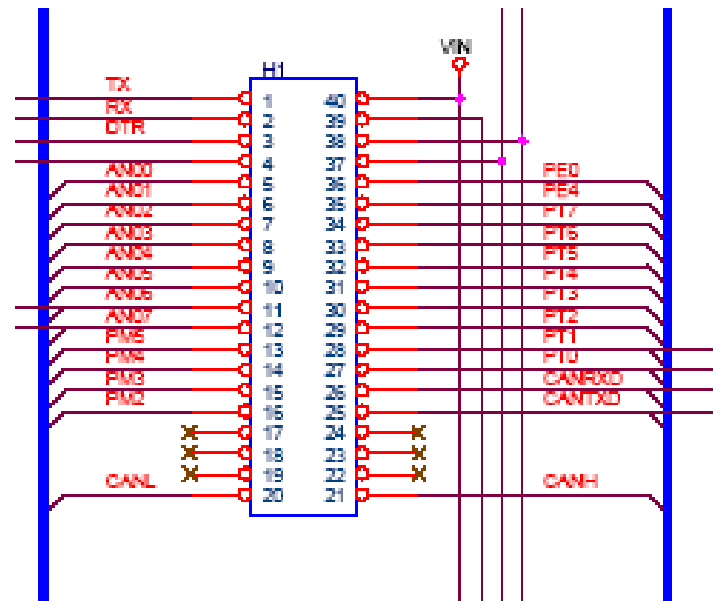 VIN
H1
TX 1 40
RX 2 39
DTR 3 38
4 37
AN00 5 36 PE0
AN01 6 35 PE4
AN02 7 34 PT7
AN03 8 33 PT6
AN04 9 32 PT5
AN05 10 31 PT4
AN06 11 30 PT3
AN07 12 29 PT2
PM5 13 28 PT1
PM4 14 27 PT0
PM3 15 26 CANRXD
PM2 16 25 CANTXD
17 24
18 23
19 22
CANL 20 21 CANH